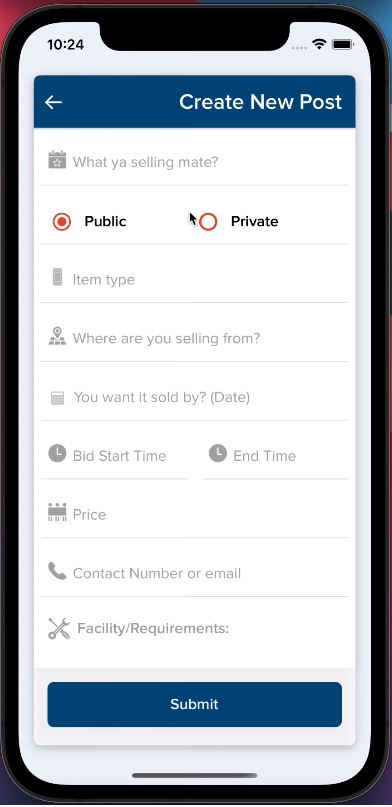 10:24
Create New Post
What ya selling mate?
Public Private
Item type
Where are you selling from?
You want it sold by? (Date)
Bid Start Time End Time
Price
Contact Number or email
Facility/Requirements:
Submit